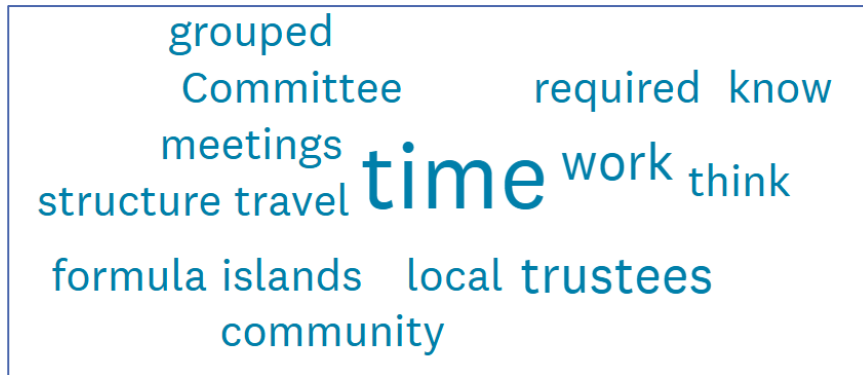 grouped
Committee required know
meetings time work think
structure travel
formula islands local trustees
community